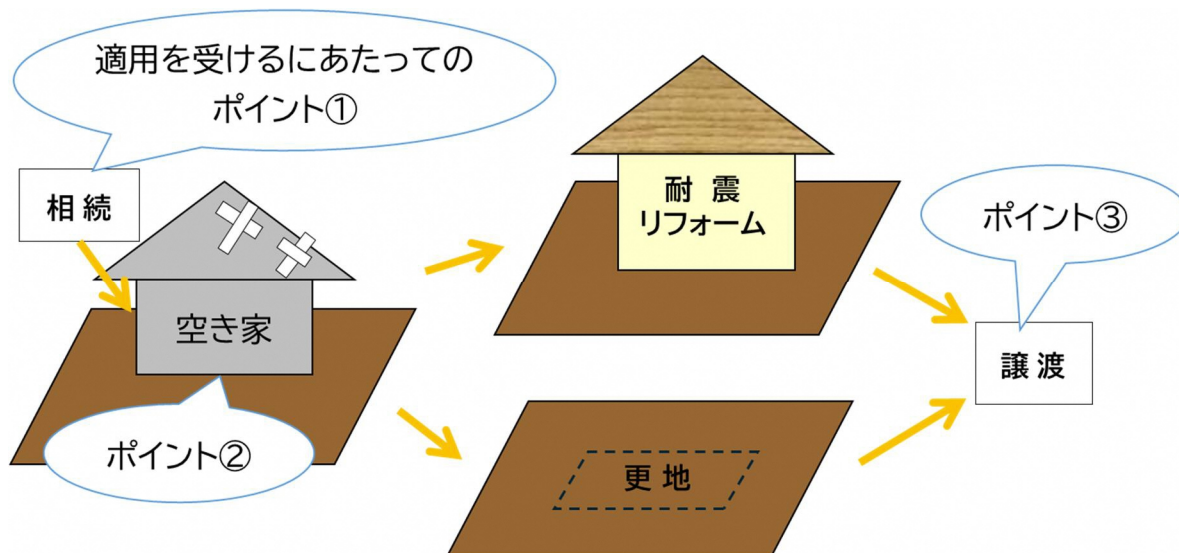 適用を受けるにあたっての
ポイント①
相続
空き家
ポイント②
耐震
リフォーム
更地
ポイント③
譲渡